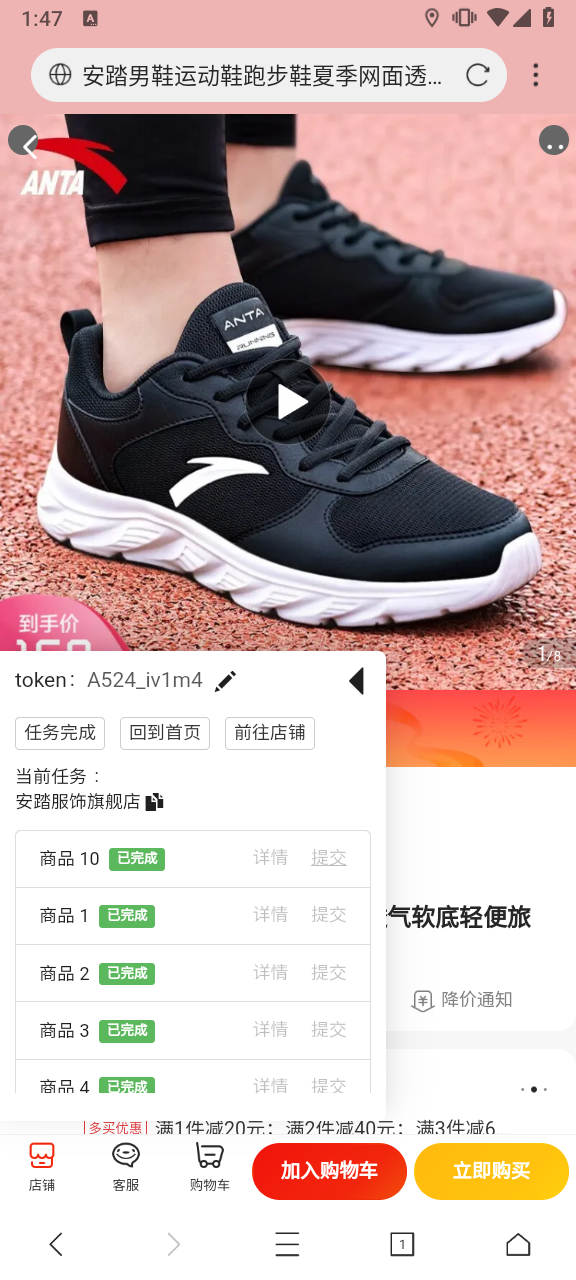 1:47 A
安踏男鞋运动鞋跑步鞋夏季网面透…
ANTA
ANTA
RUNNING
到手价
1/8
token： A524_iv1m4
任务完成 回到首页 前往店铺
当前任务：
安踏服饰旗舰店
商品 10 已完成 详情 提交
商品 1 已完成 详情 提交
气软底轻便旅
商品 2 已完成 详情 提交
降价通知
商品 3 已完成 详情 提交
商品 4 已完成 详情 提交
多买优惠 满1件减20元；满2件减40元；满3件减6...
店铺 客服 购物车 加入购物车 立即购买
1